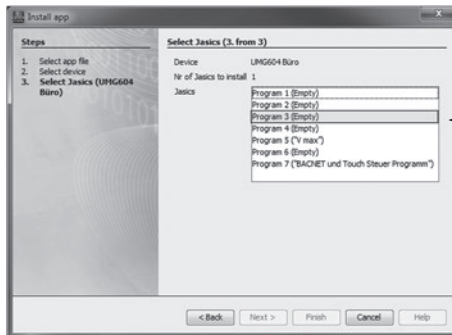 Install app
Steps
1. Select app file
2. Select device
3. Select Jasics (UMG604
Büro)
Select Jasics (3. from 3)
Device UMG604 Büro
Nr of Jasics to install 1
Jasics
Program 1 (Empty)
Program 2 (Empty)
Program 3 (Empty)
Program 4 (Empty)
Program 5 ("V max")
Program 6 (Empty)
Program 7 ("BACNET und Touch Steuer Programm")
< Back Next > Finish Cancel Help